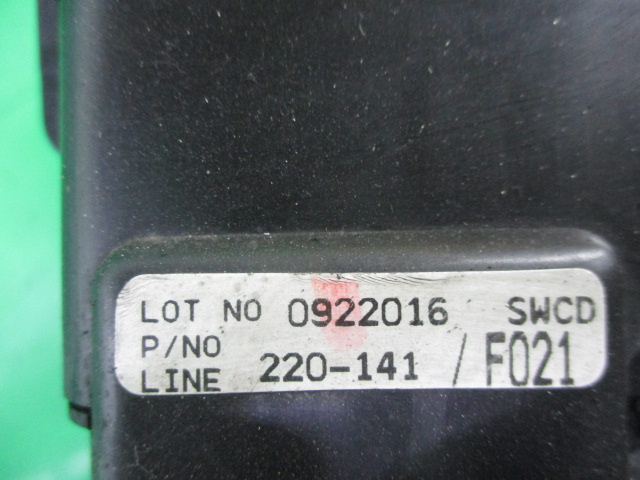 LOT NO 0922016 SWCD
P/NO
LINE 220-141 / F021